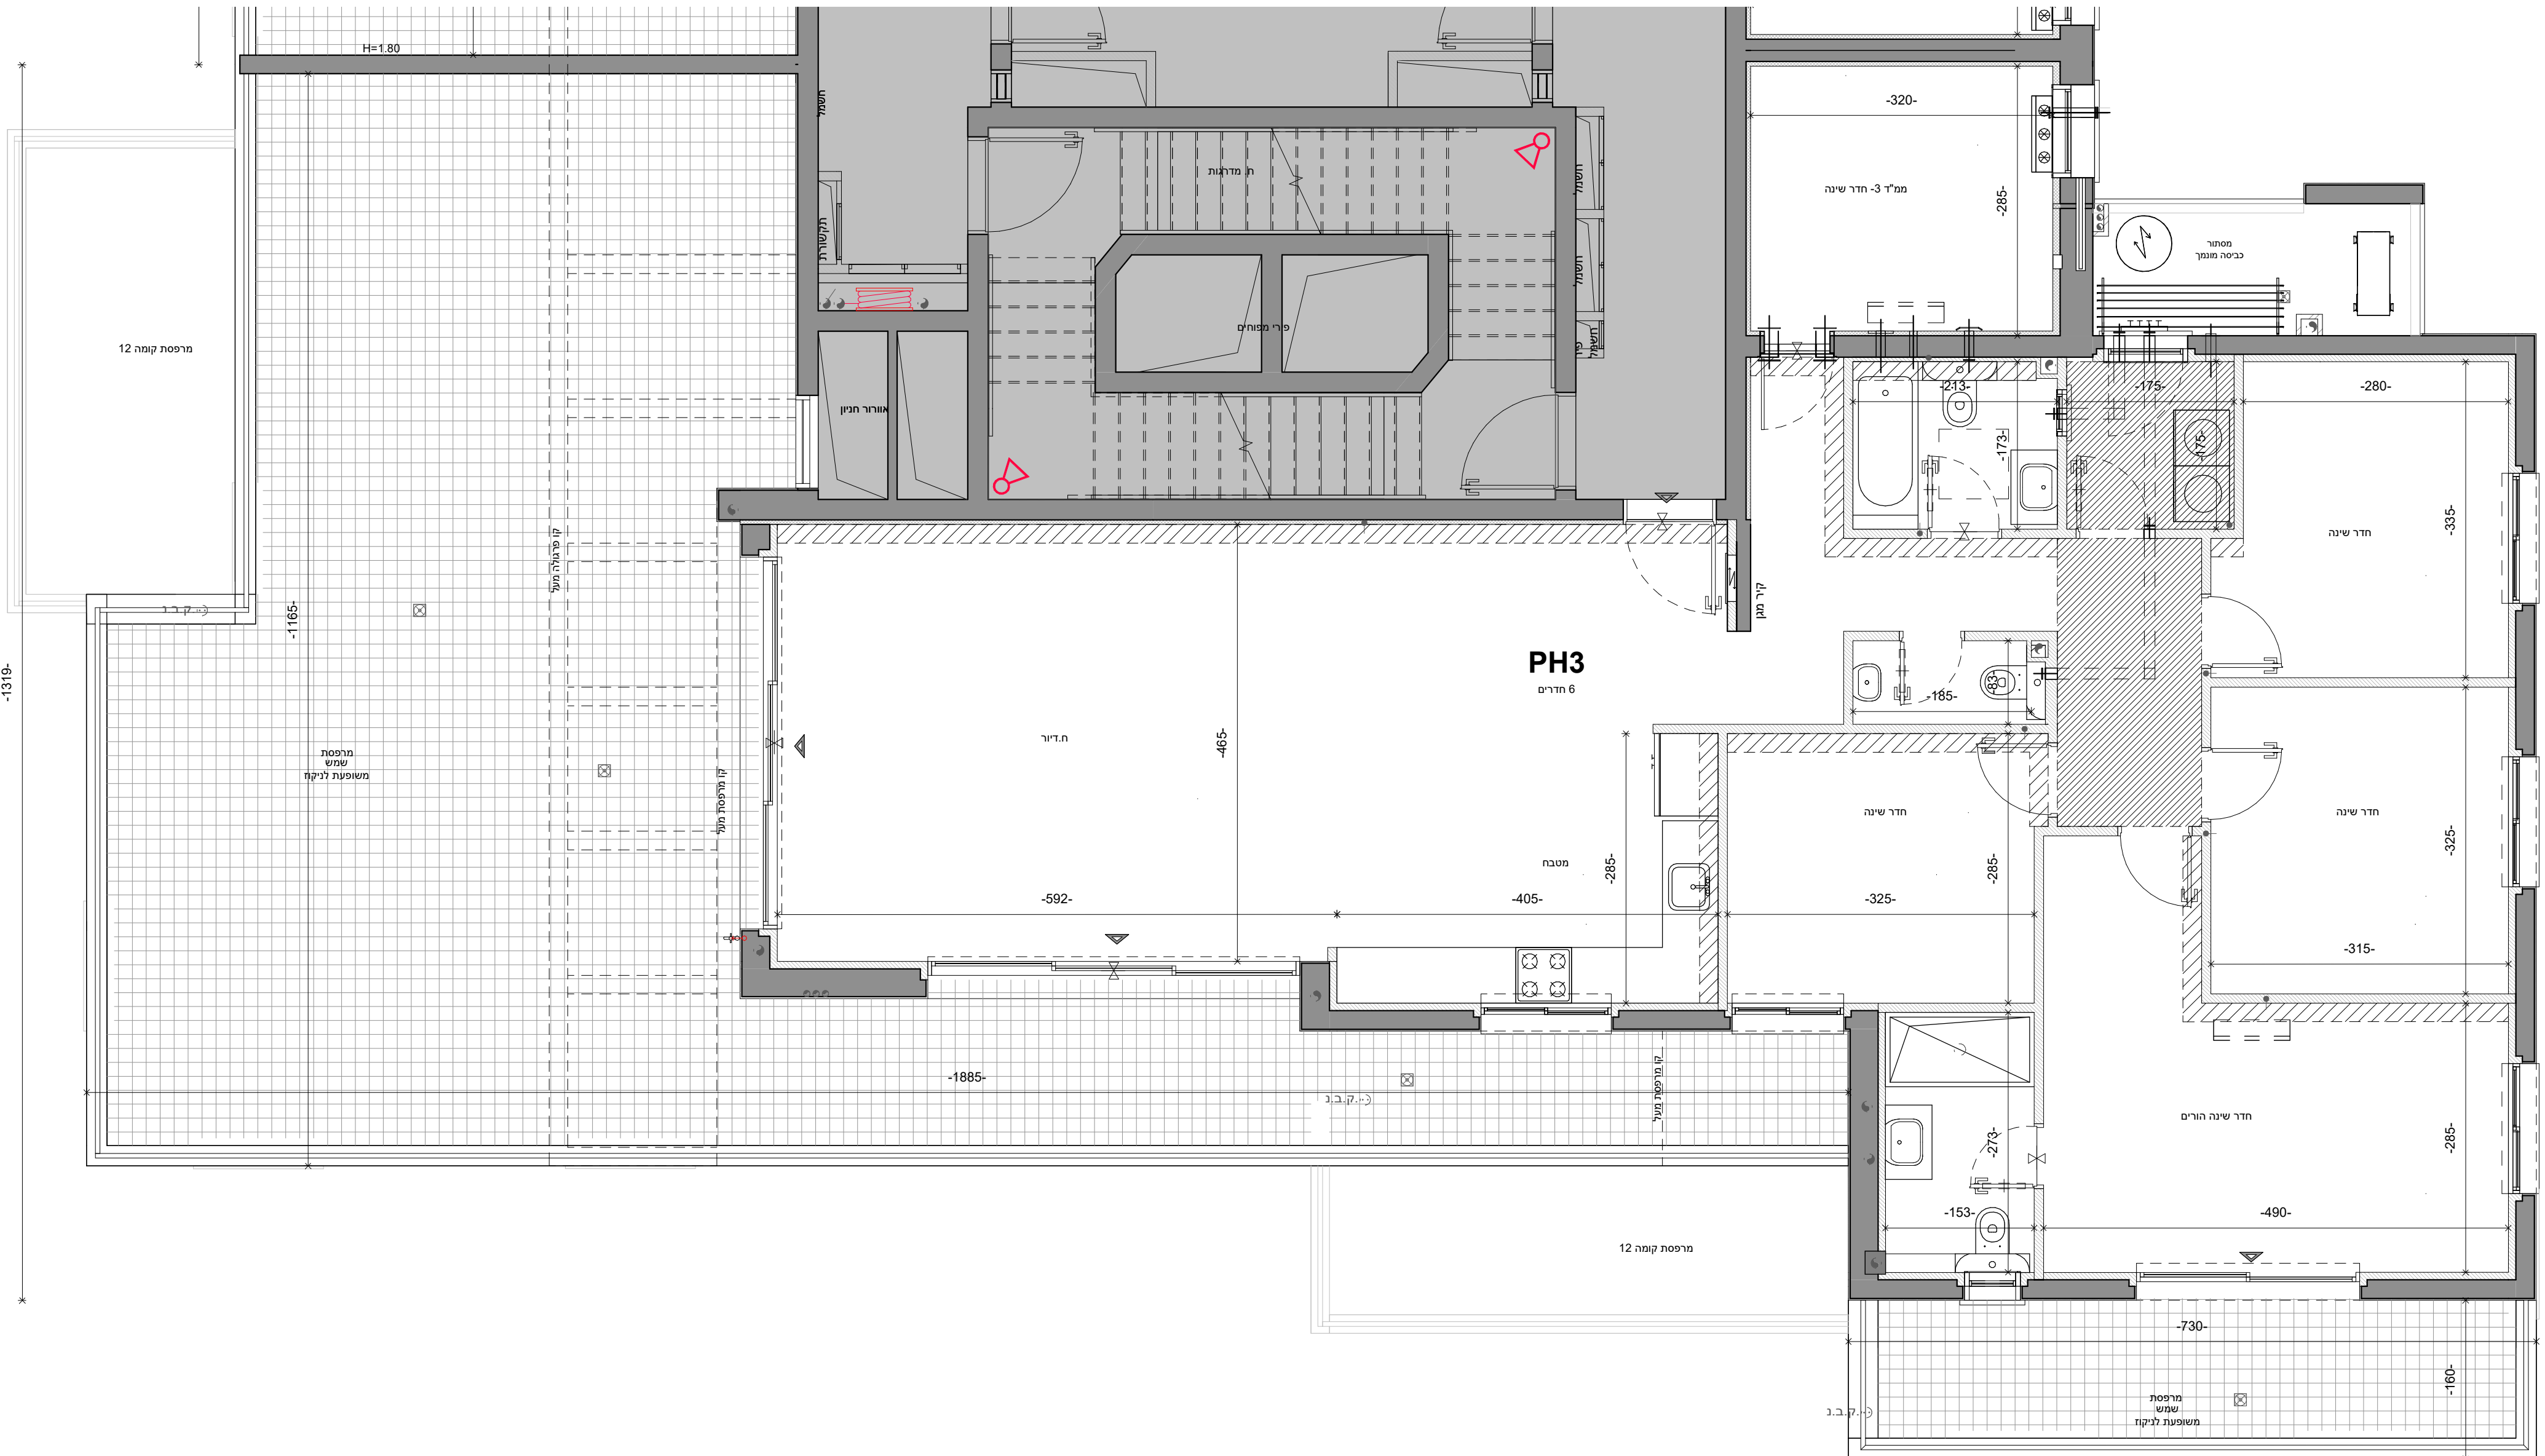 H=1.80
חשמל
-320-
ח. מדרגות
חשמל
ממ"ד 3- חדר שינה
-285-
תקשורת
חשמל
מסתור
כביסה מונמך
פירי מפוחים
חשמל
מרפסת קומה 12
אוורור חניון
-213-
-175-
-280-
-173-
-175-
קו פרגולה מעל
-335-
חדר שינה
קיר מגן
ק.ב.נ
-1165-
-1319-
PH3
6 חדרים
-83-
-185-
ח.דיור
-465-
מרפסת
שמש
משופעת לניקוז
קו מרפסת מעל
חדר שינה
חדר שינה
מטבח
-285-
-285-
-325-
-592-
-405-
-325-
-315-
-1885-
ק.ב.נ.
קו מרפסת מעל
חדר שינה הורים
-273-
-285-
-153-
-490-
מרפסת קומה 12
-730-
-160-
מרפסת
שמש
משופעת לניקוז
ק.ב.נ.